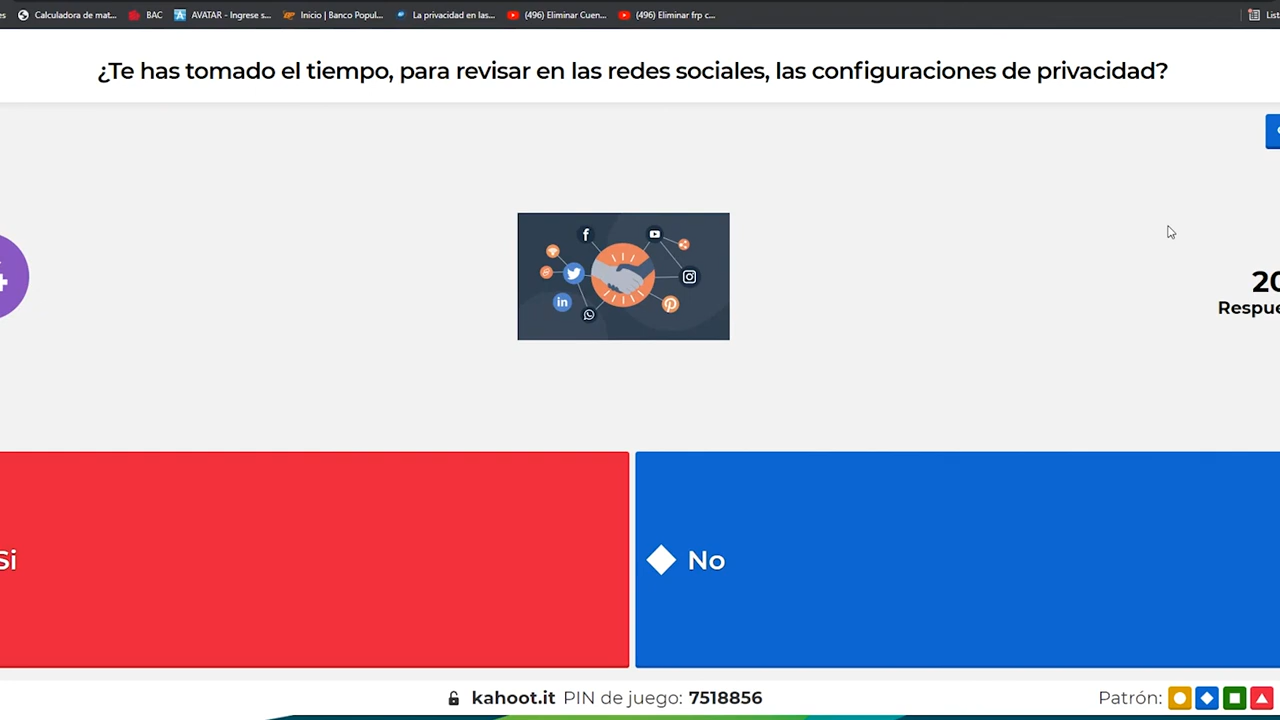 Calculadora de mat... BAC AVATAR - Ingrese s... Inicio | Banco Popul... La privacidad en las... (496) Eliminar Cuen... (496) Eliminar frp c...
¿Te has tomado el tiempo, para revisar en las redes sociales, las configuraciones de privacidad?
Si
No
kahoot.it PIN de juego: 7518856
Patrón: